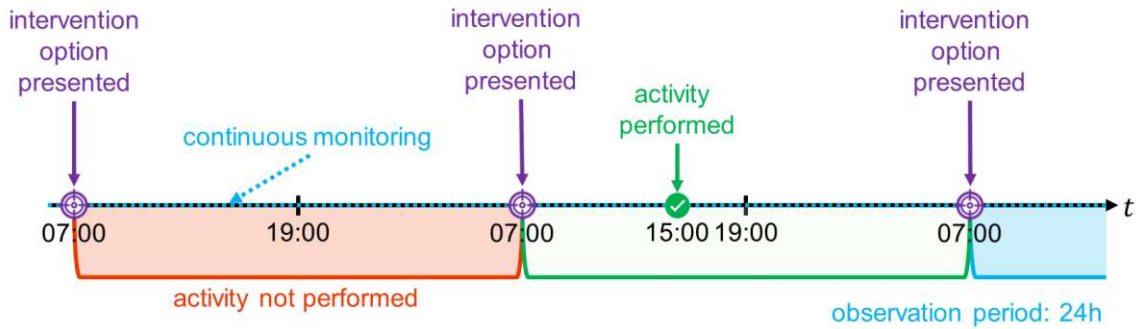 intervention
option
presented
intervention
option
presented
intervention
option
presented
activity
performed
continuous monitoring
t
07:00
19:00
07:00
15:00
19:00
07:00
activity not performed
observation period: 24h